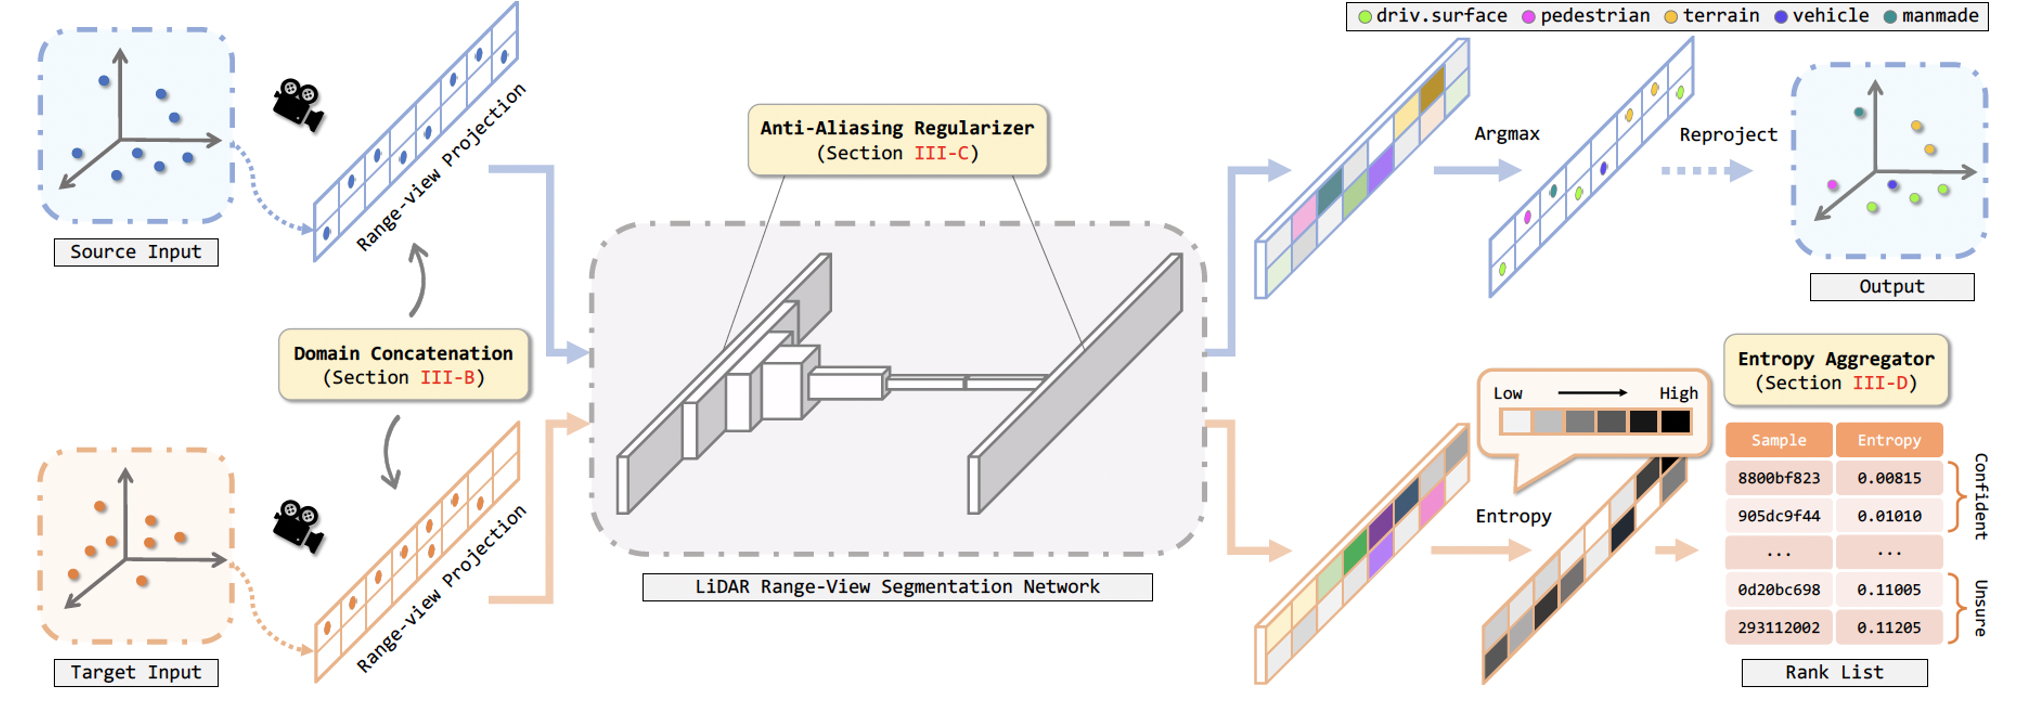 driv.surface pedestrian terrain vehicle manmade
Range-view Projection
Source Input
Anti-Aliasing Regularizer
(Section III-C)
Argmax
Reproject
Output
Domain Concatenation
(Section III-B)
LiDAR Range-View Segmentation Network
Range-view Projection
Target Input
Low High
Entropy
Entropy Aggregator
(Section III-D)
Sample Entropy
8800bf823 0.00815
905dc9f44 0.01010
... ...
0d20bc698 0.11005
293112002 0.11205
Confident
Unsure
Rank List